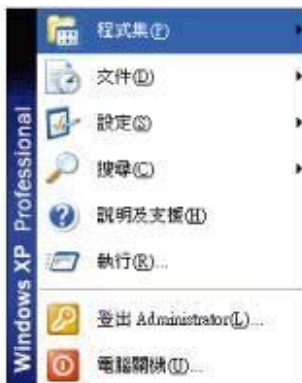 Windows XP Professional
程式集(P)
文件(D)
設定(S)
搜尋(C)
說明及支援(H)
執行(R)...
登出 Administrator(L)...
電腦關機(U)...